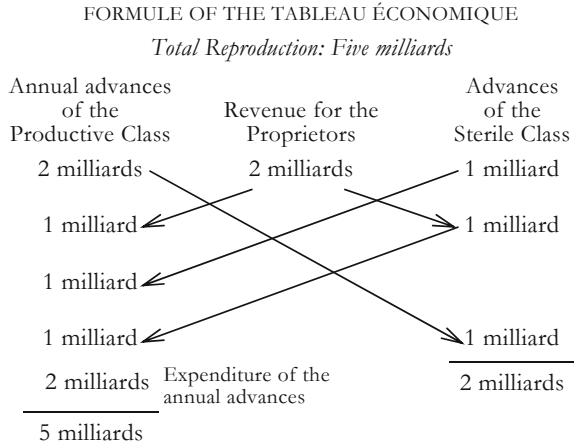 FORMULE OF THE TABLEAU ÉCONOMIQUE
Total Reproduction: Five milliards
Annual advances
of the
Productive Class
Revenue for the
Proprietors
Advances
of the
Sterile Class
2 milliards
2 milliards
1 milliard
1 milliard
1 milliard
1 milliard
1 milliard
1 milliard
2 milliards
Expenditure of the
annual advances
2 milliards
5 milliards